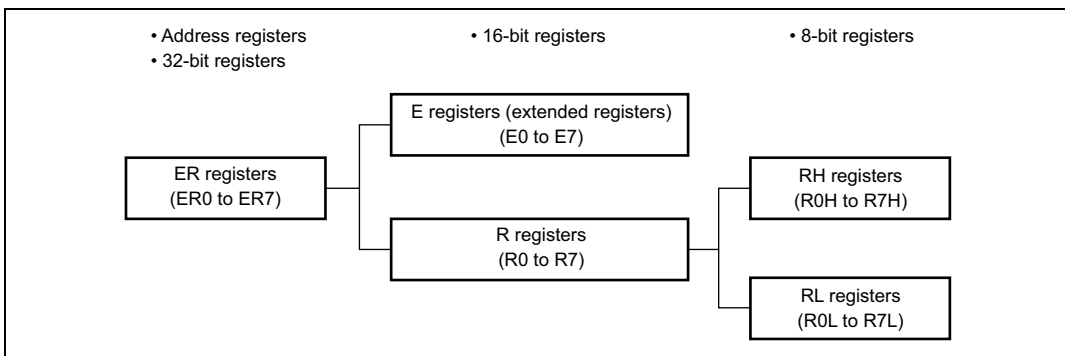 • Address registers
• 32-bit registers
• 16-bit registers
• 8-bit registers
E registers (extended registers)
(E0 to E7)
ER registers
(ER0 to ER7)
R registers
(R0 to R7)
RH registers
(R0H to R7H)
RL registers
(R0L to R7L)